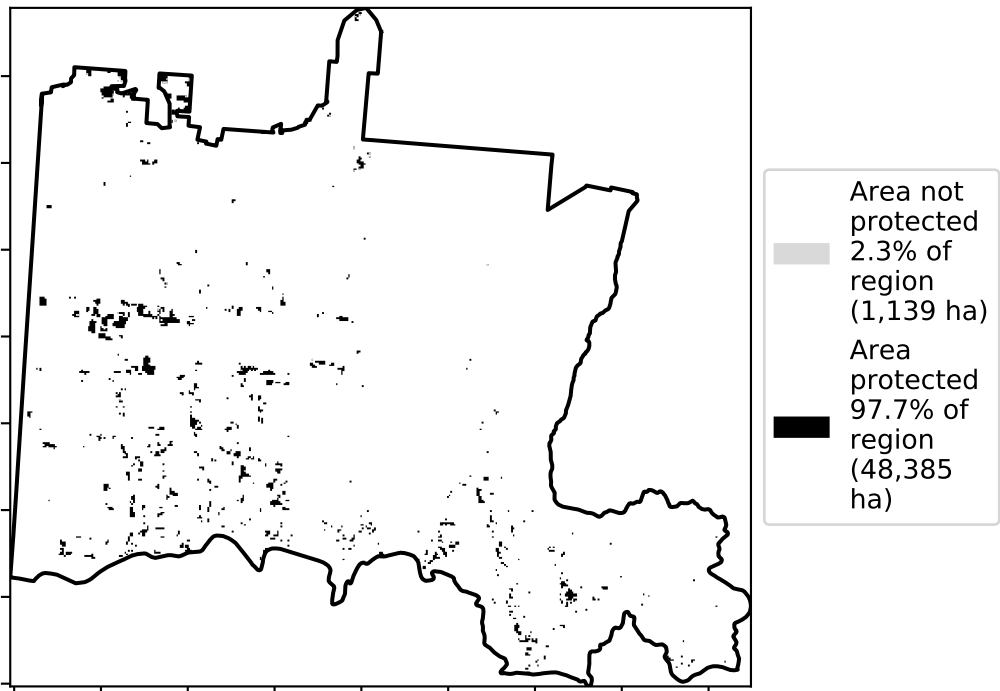 Area not
protected
2.3% of
region
(1,139 ha)
Area
protected
97.7% of
region
(48,385
ha)